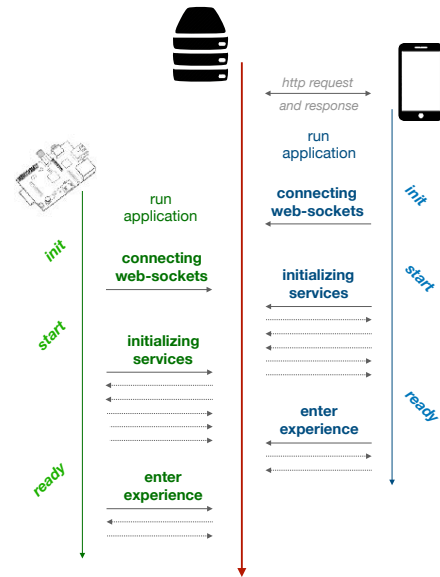 http request
and response
run
application
connecting
web-sockets
init
run
application
init
connecting
web-sockets
initializing
services
start
start
initializing
services
enter
experience
ready
ready
enter
experience